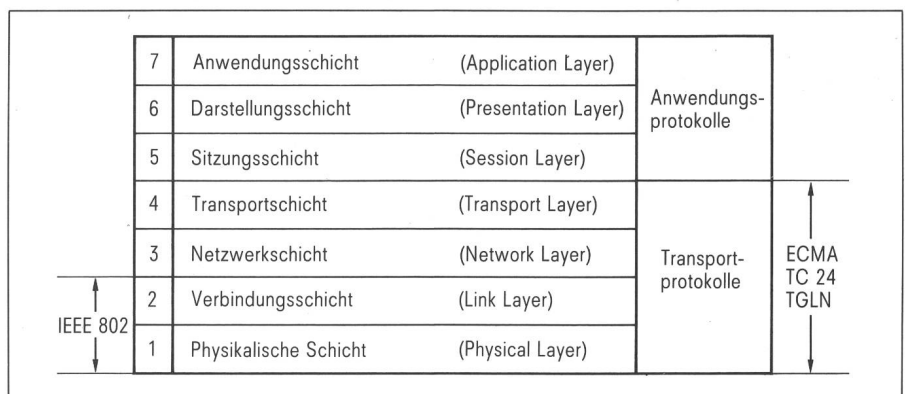 7 Anwendungsschicht (Application Layer)
6 Darstellungsschicht (Presentation Layer)
5 Sitzungsschicht (Session Layer)
Anwendungs-
protokolle
4 Transportschicht (Transport Layer)
3 Netzwerkschicht (Network Layer)
2 Verbindungsschicht (Link Layer)
1 Physikalische Schicht (Physical Layer)
Transport-
protokolle
IEEE 802
ECMA
TC 24
TGLN